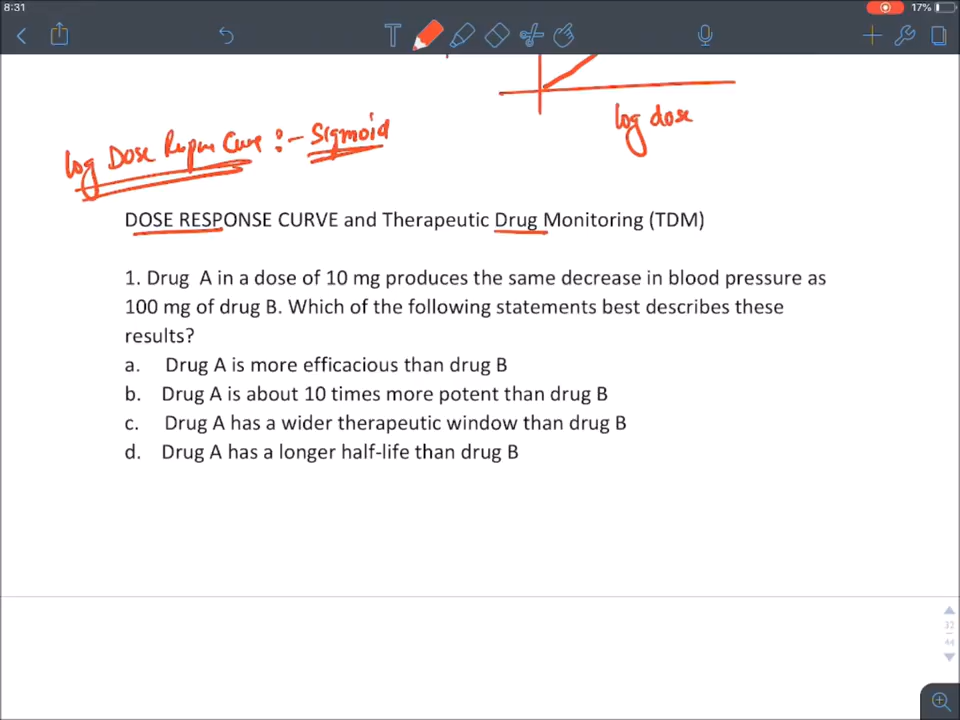 8:31
17%
T
log dose
log Dose Respn Curve :- Sigmoid
DOSE RESPONSE CURVE and Therapeutic Drug Monitoring (TDM)
1. Drug A in a dose of 10 mg produces the same decrease in blood pressure as
100 mg of drug B. Which of the following statements best describes these
results?
a. Drug A is more efficacious than drug B
b. Drug A is about 10 times more potent than drug B
c. Drug A has a wider therapeutic window than drug B
d. Drug A has a longer half-life than drug B
32
44